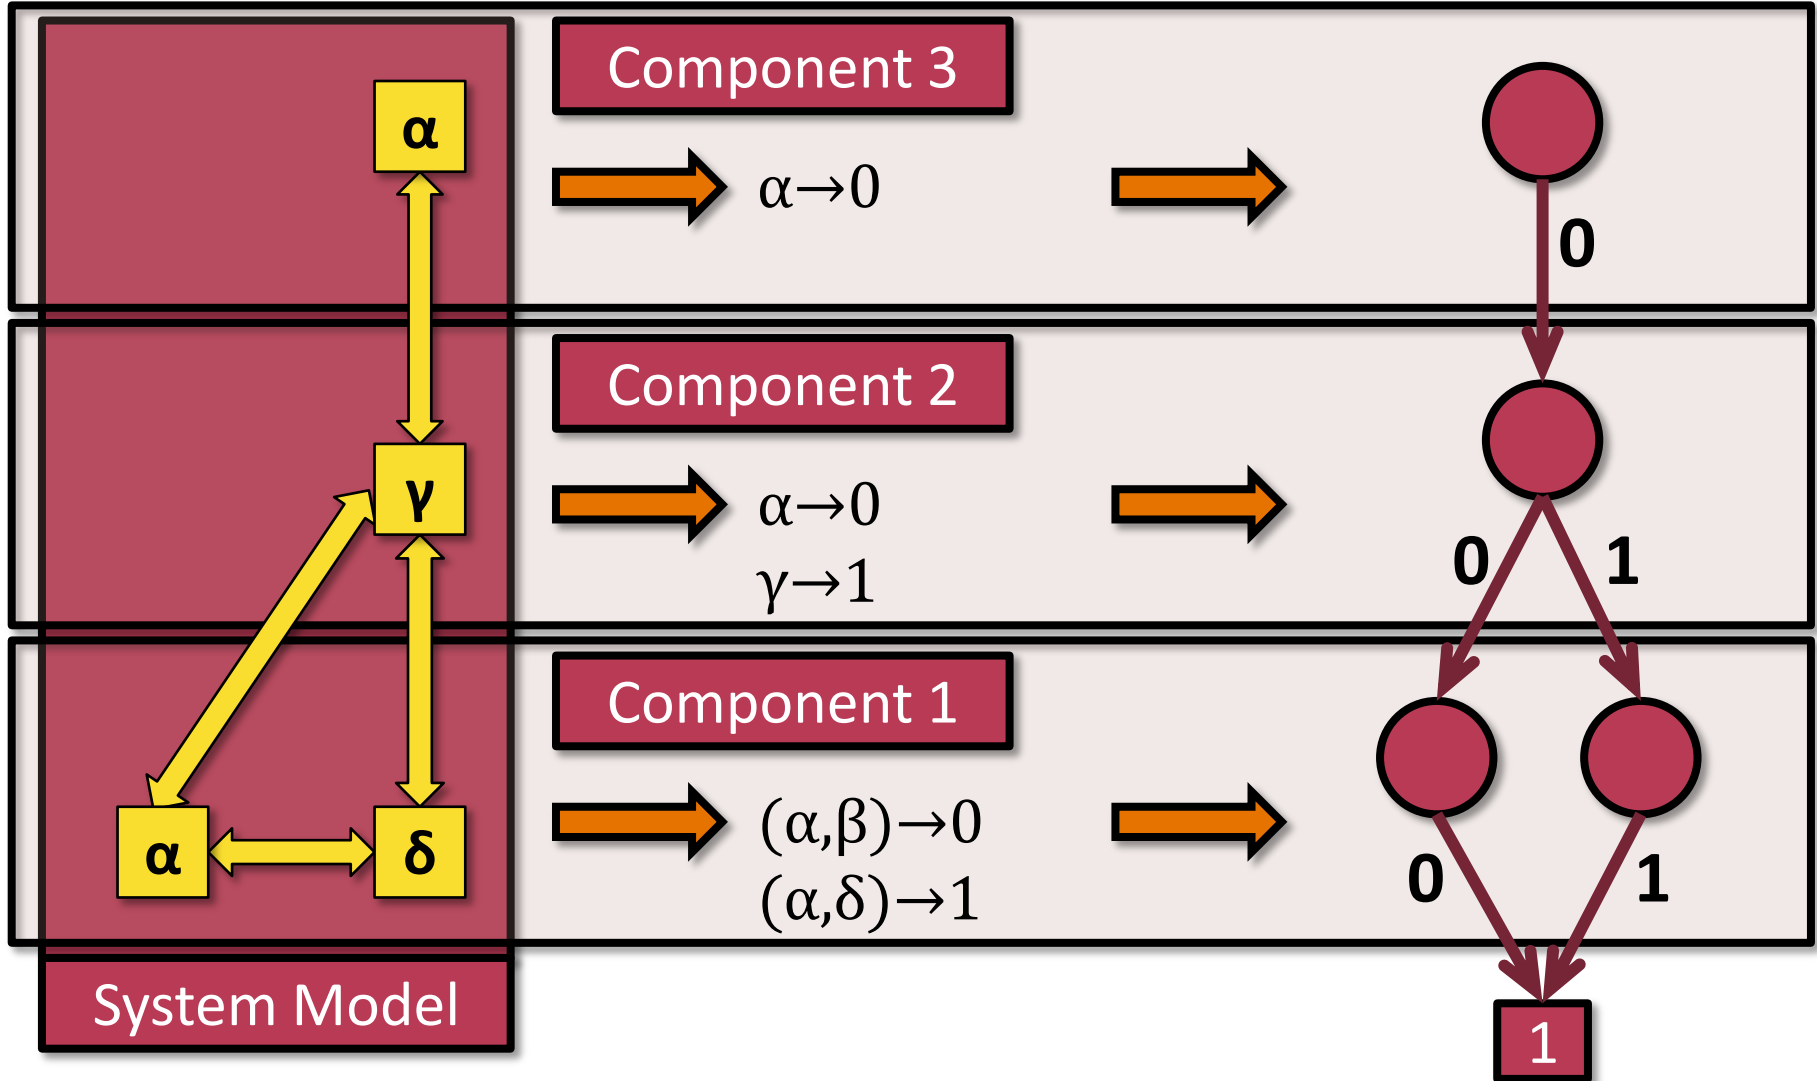 Component 3
α
α→0
0
Component 2
γ
α→0
γ→1
0 1
Component 1
α δ
(α,β)→0
(α,δ)→1
0 1
System Model
1